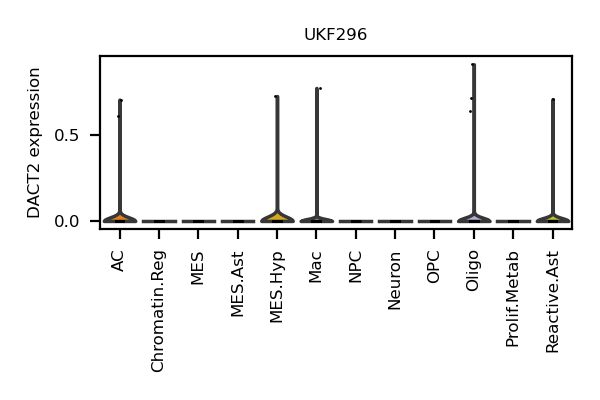 UKF296
DACT2 expression
0.5
0.0
AC
Chromatin.Reg
MES
MES.Ast
MES.Hyp
Mac
NPC
Neuron
OPC
Oligo
Prolif.Metab
Reactive.Ast